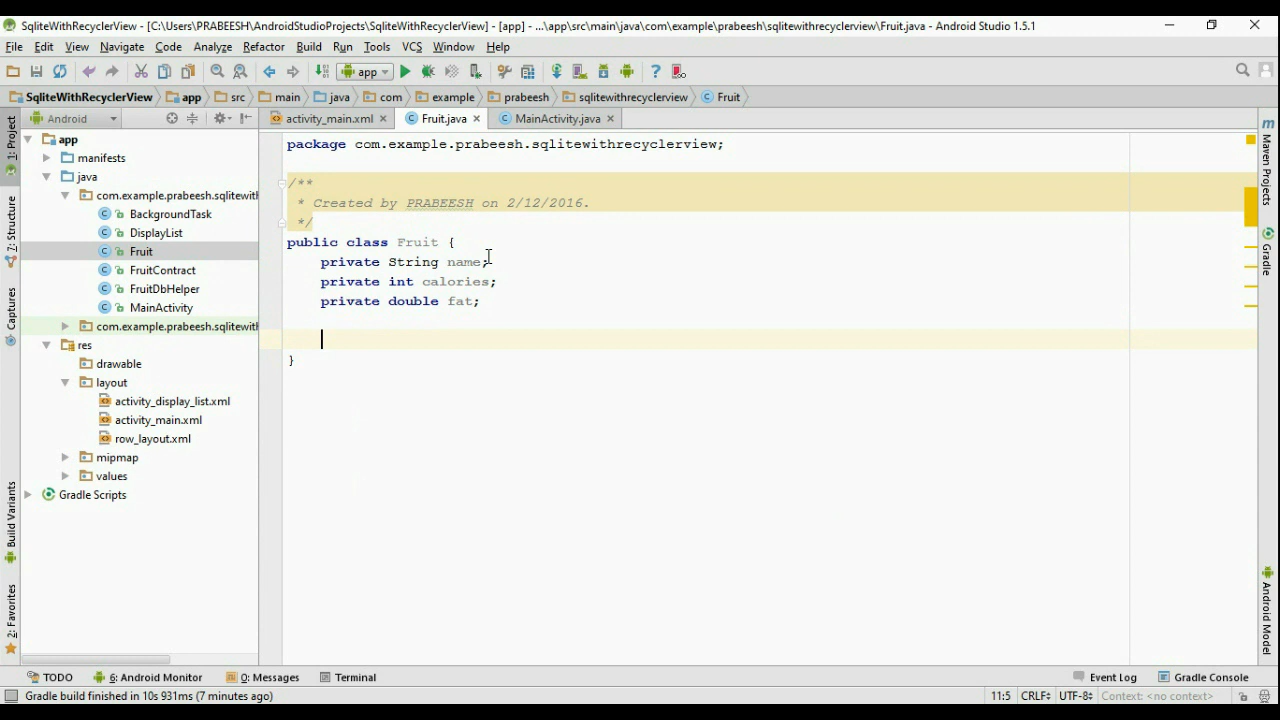 SqliteWithRecyclerView - [C:\Users\PRABEESH\AndroidStudioProjects\SqliteWithRecyclerView] - [app] - ...\app\src\main\java\com\example\prabeesh\sqlitewithrecyclerview\Fruit.java - Android Studio 1.5.1
File Edit View Navigate Code Analyze Refactor Build Run Tools VCS Window Help
app
SqliteWithRecyclerView app src main java com example prabeesh sqlitewithrecyclerview Fruit
Android
activity_main.xml Fruit.java MainActivity.java
1: Project
7: Structure
Captures
Build Variants
2: Favorites
app
manifests
java
com.example.prabeesh.sqlitewith
BackgroundTask
DisplayList
Fruit
FruitContract
FruitDbHelper
MainActivity
com.example.prabeesh.sqlitewith
res
drawable
layout
activity_display_list.xml
activity_main.xml
row_layout.xml
mipmap
values
Gradle Scripts
package com.example.prabeesh.sqlitewithrecyclerview;
/**
* Created by PRABEESH on 2/12/2016.
*/
public class Fruit {
private String name;
private int calories;
private double fat;
}
Maven Projects
Gradle
Android Model
TODO 6: Android Monitor 0: Messages Terminal Event Log Gradle Console
Gradle build finished in 10s 931ms (7 minutes ago) 11:5 CRLF UTF-8 Context: <no context>